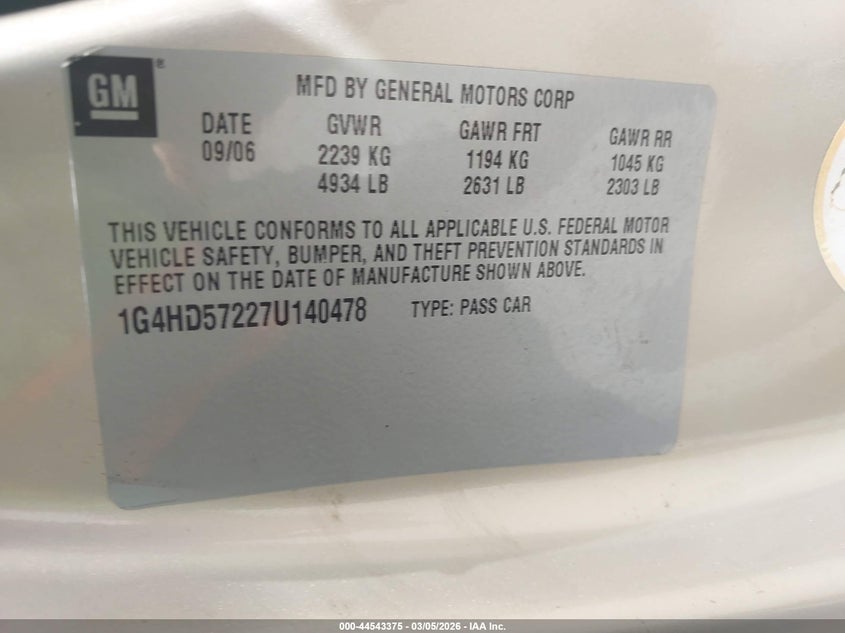 GM®
MFD BY GENERAL MOTORS CORP
DATE GVWR GAWR FRT GAWR RR
09/06 2239 KG 1194 KG 1045 KG
4934 LB 2631 LB 2303 LB
THIS VEHICLE CONFORMS TO ALL APPLICABLE U.S. FEDERAL MOTOR
VEHICLE SAFETY, BUMPER, AND THEFT PREVENTION STANDARDS IN
EFFECT ON THE DATE OF MANUFACTURE SHOWN ABOVE.
1G4HD57227U140478 TYPE: PASS CAR
000-44543375 - 03/05/2026 - IAA Inc.